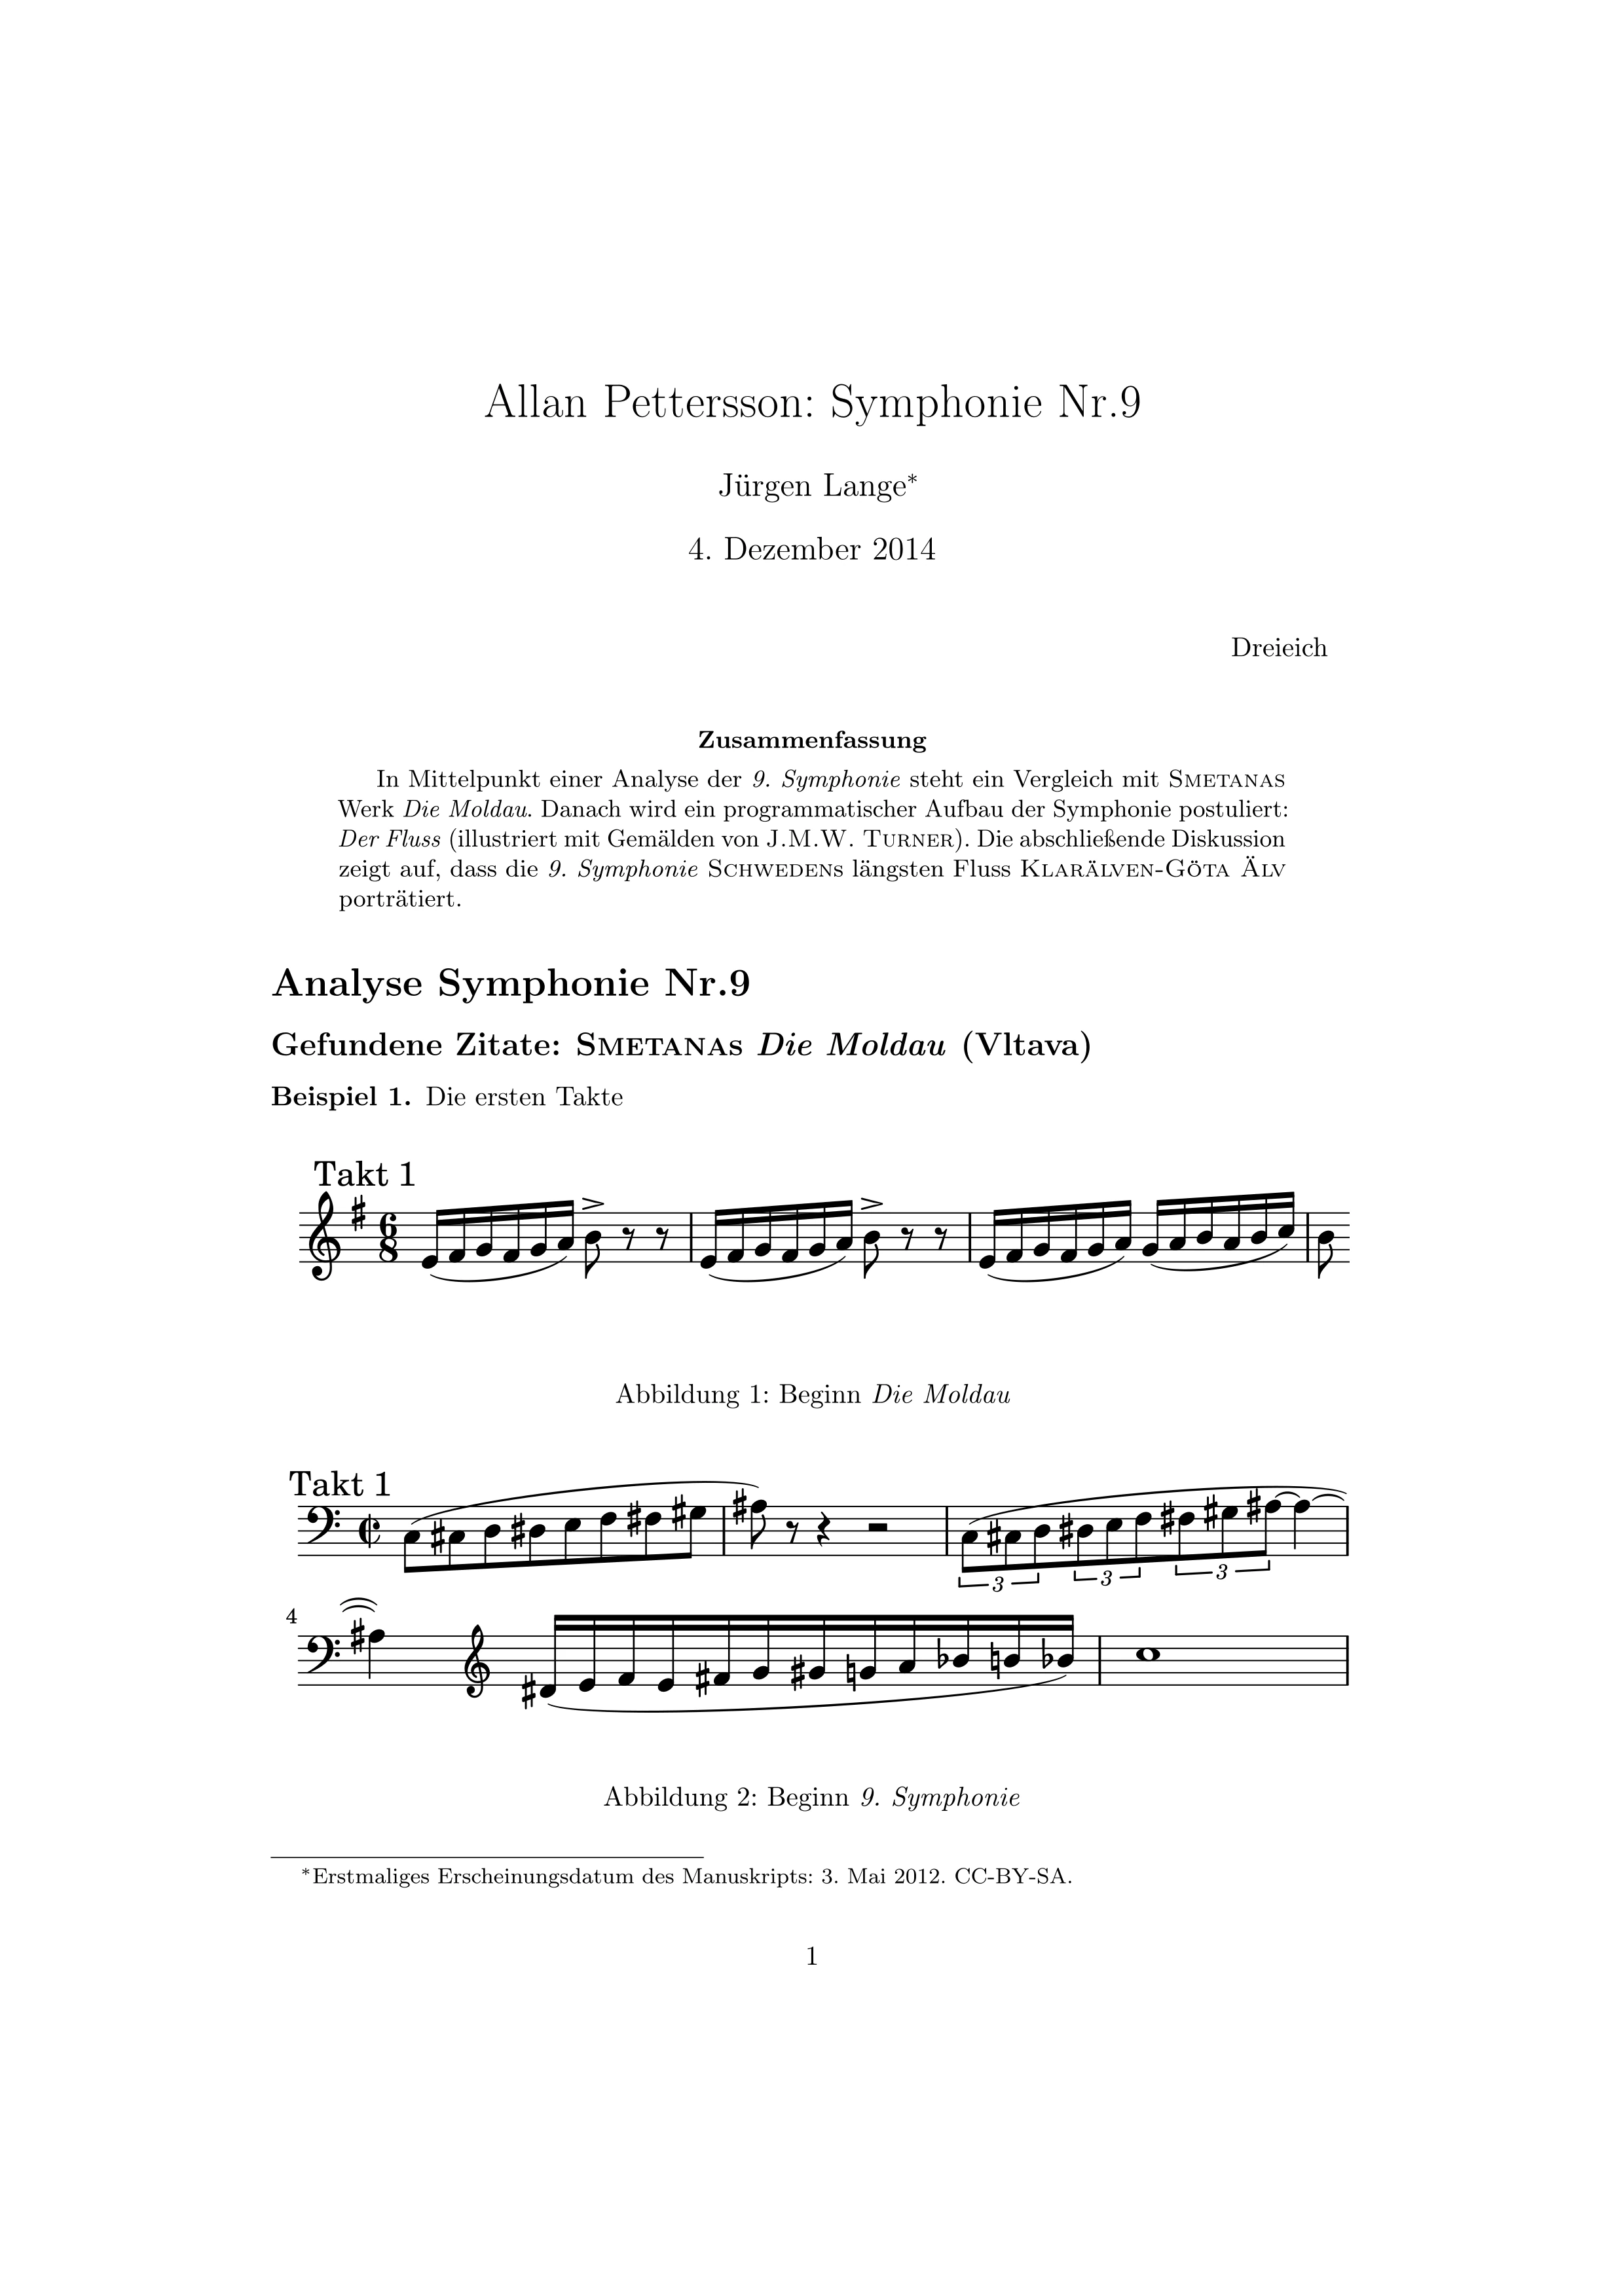 Allan Pettersson: Symphonie Nr.9
Jürgen Lange*
4. Dezember 2014
Dreieich
Zusammenfassung
In Mittelpunkt einer Analyse der 9. Symphonie steht ein Vergleich mit SMETANAS
Werk Die Moldau. Danach wird ein programmatischer Aufbau der Symphonie postuliert:
Der Fluss (illustriert mit Gemälden von J.M.W. TURNER). Die abschließende Diskussion
zeigt auf, dass die 9. Symphonie SCHWEDENs längsten Fluss KLARÄLVEN-GÖTA ÄLV
porträtiert.
Analyse Symphonie Nr.9
Gefundene Zitate: SMETANAs Die Moldau (Vltava)
Beispiel 1. Die ersten Takte
Takt 1
6
8
Abbildung 1: Beginn Die Moldau
Takt 1
3 3 3
4
Abbildung 2: Beginn 9. Symphonie
*Erstmaliges Erscheinungsdatum des Manuskripts: 3. Mai 2012. CC-BY-SA.
1